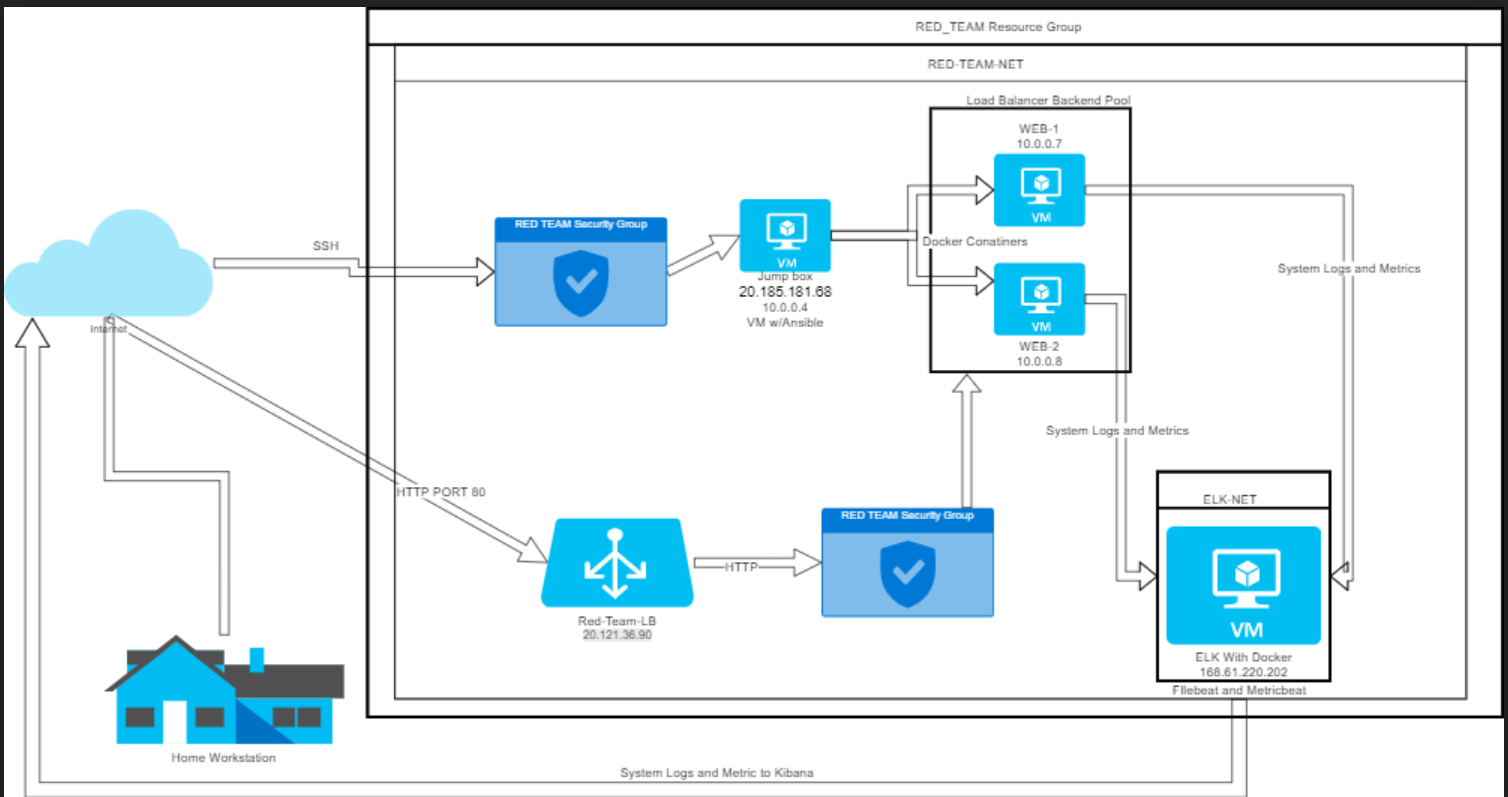 RED_TEAM Resource Group
RED-TEAM-NET
Load Balancer Backend Pool
WEB-1
10.0.0.7
VM
RED TEAM Security Group
SSH
VM
Jump box
20.185.181.68
10.0.0.4
VM w/Ansible
Docker Conatiners
System Logs and Metrics
VM
WEB-2
10.0.0.8
Internet
System Logs and Metrics
HTTP PORT 80
ELK-NET
RED TEAM Security Group
HTTP
Red-Team-LB
20.121.36.90
VM
ELK With Docker
168.61.220.202
FIlebeat and Metricbeat
Home Workstation
System Logs and Metric to Kibana